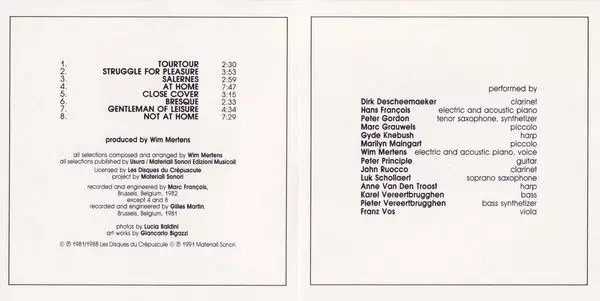 1. TOURTOUR 2:30
2. STRUGGLE FOR PLEASURE 3:53
3. SALERNES 2:59
4. AT HOME 7:47
5. CLOSE COVER 3:15
6. BRESQUE 2:33
7. GENTLEMAN OF LEISURE 4:34
8. NOT AT HOME 7:29
produced by Wim Mertens
all selections composed and arranged by Wim Mertens
all selections published by Usura / Materiali Sonori Edizioni Musicali
Licensed by Les Disques du Crépuscule
project by Materiali Sonori
recorded and engineered by Marc François,
Brussels, Belgium, 1982
except 4 and 8
recorded and engineered by Gilles Martin,
Brussels, Belgium, 1981
photos by Lucia Baldini
art works by Giancarlo Bigazzi
© ℗ 1981/1988 Les Disques du Crépuscule © ℗ 1991 Materiali Sonori
performed by
Dirk Descheemaeker clarinet
Hans François electric and acoustic piano
Peter Gordon tenor saxophone, synthetizer
Marc Grauwels piccolo
Gyde Knebush harp
Marilyn Maingart piccolo
Wim Mertens electric and acoustic piano, voice
Peter Principle guitar
John Ruocco clarinet
Luk Schollaert soprano saxophone
Anne Van Den Troost harp
Karel Vereertbrugghen bass
Pieter Vereertbrugghen bass synthetizer
Franz Vos viola